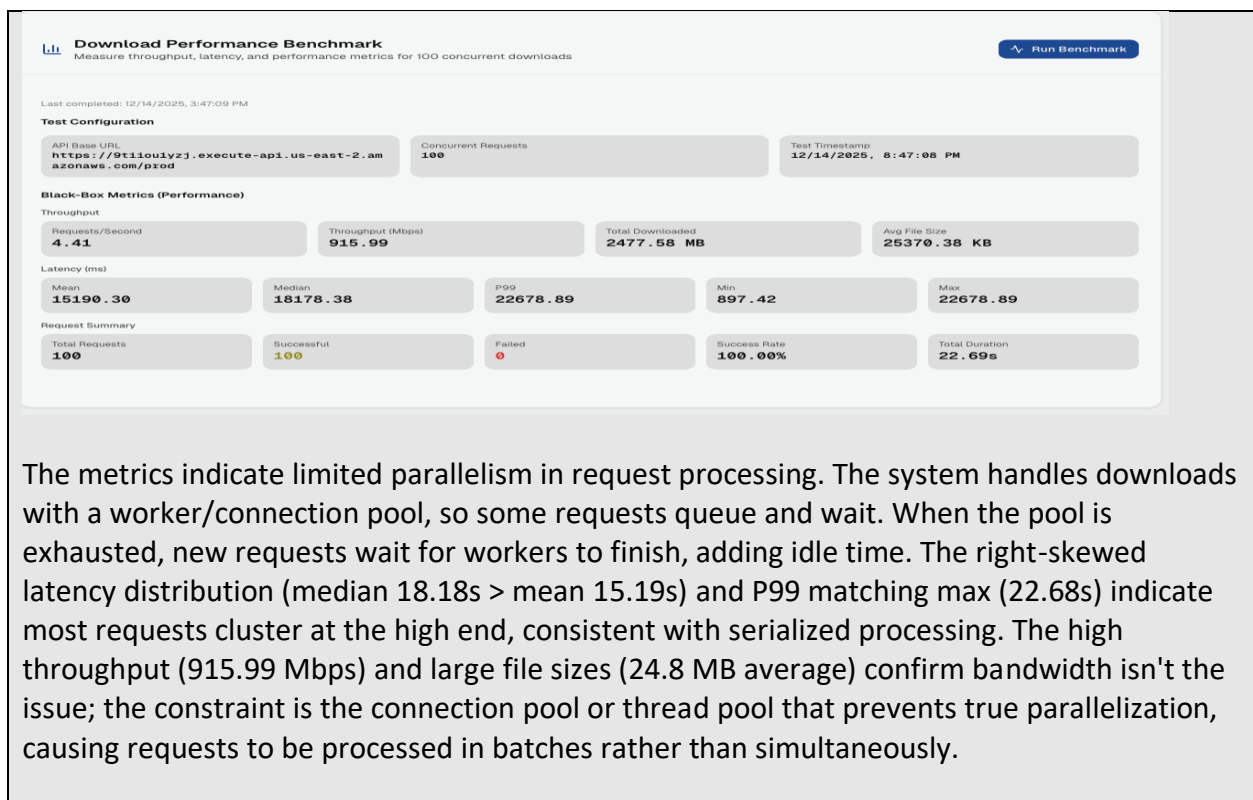 Download Performance Benchmark
Run Benchmark
Measure throughput, latency, and performance metrics for 100 concurrent downloads
Last completed: 12/14/2025, 3:47:09 PM
Test Configuration
API Base URL
Concurrent Requests
Test Timestamp
https://9t1iou1yzj.execute-api.us-east-2.am
100
12/14/2025, 8:47:08 PM
azonaws.com/prod
Black-Box Metrics (Performance)
Throughput
Requests/Second
Throughput (Mbps)
Total Downloaded
Avg File Size
4.41
915.99
2477.58 MB
25370.38 KB
Latency (ms)
Mean
Median
P99
Min
Max
15190.30
18178.38
22678.89
897.42
22678.89
Request Summary
Total Requests
Successful
Failed
Success Rate
Total Duration
100
100
0
100.00%
22.69s
The metrics indicate limited parallelism in request processing. The system handles downloads
with a worker/connection pool, so some requests queue and wait. When the pool is
exhausted, new requests wait for workers to finish, adding idle time. The right-skewed
latency distribution (median 18.18s > mean 15.19s) and P99 matching max (22.68s) indicate
most requests cluster at the high end, consistent with serialized processing. The high
throughput (915.99 Mbps) and large file sizes (24.8 MB average) confirm bandwidth isn't the
issue; the constraint is the connection pool or thread pool that prevents true parallelization,
causing requests to be processed in batches rather than simultaneously.